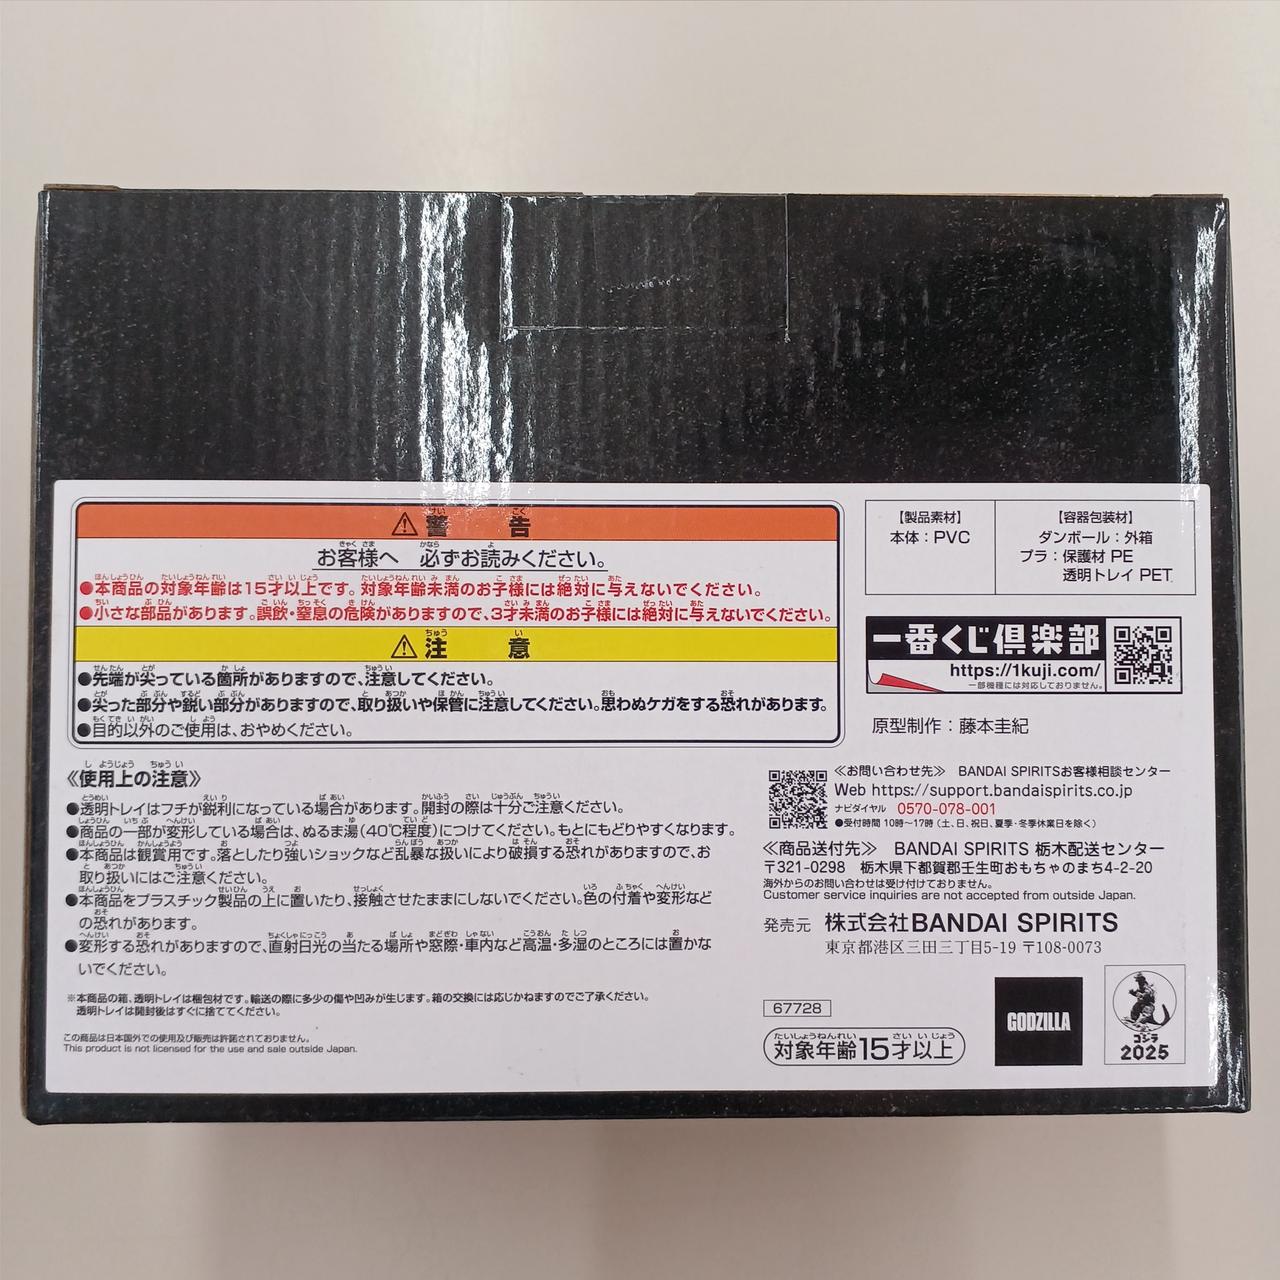 ⚠警告
お客様へ 必ずお読みください。
●本商品の対象年齢は15才以上です。対象年齢未満のお子様には絶対に与えないでください。
●小さな部品があります。誤飲・窒息の危険がありますので、3才未満のお子様には絶対に与えないでください。
⚠注意
●先端が尖っている箇所がありますので、注意してください。
●尖った部分や鋭い部分がありますので、取り扱いや保管に注意してください。思わぬケガをする恐れがあります。
●目的以外のご使用は、おやめください。
《使用上の注意》
●透明トレイはフチが鋭利になっている場合があります。開封の際は十分ご注意ください。
●商品の一部が変形している場合は、ぬるま湯(40℃程度)につけてください。もとにもどりやすくなります。
●本商品は観賞用です。落としたり強いショックなど乱暴な扱いにより破損する恐れがありますので、お
取り扱いにはご注意ください。
●本商品をプラスチック製品の上に置いたり、接触させたままにしないでください。色の付着や変形など
の恐れがあります。
●変形する恐れがありますので、直射日光の当たる場所や窓際・車内など高温・多湿のところには置かな
いでください。
※本商品の箱、透明トレイは梱包材です。輸送の際に多少の傷や凹みが生じます。箱の交換には応じかねますのでご了承ください。
透明トレイは開封後はすぐに捨ててください。
この商品は日本国外での使用及び販売は許諾されておりません。
This product is not licensed for the use and sale outside Japan.
【製品素材】
本体：PVC
【容器包装材】
ダンボール：外箱
プラ：保護材 PE
透明トレイ PET
一番くじ倶楽部
https://1kuji.com/
一部機種には対応しておりません。
原型制作：藤本圭紀
≪お問い合わせ先≫ BANDAI SPIRITSお客様相談センター
Web https://support.bandaispirits.co.jp
ナビダイヤル 0570-078-001
●受付時間 10時～17時(土、日、祝日、夏季・冬季休業日を除く)
≪商品送付先≫ BANDAI SPIRITS 栃木配送センター
〒321-0298 栃木県下都賀郡壬生町おもちゃのまち4-2-20
海外からのお問い合わせは受け付けておりません。
Customer service inquiries are not accepted from outside Japan.
発売元 株式会社BANDAI SPIRITS
東京都港区三田三丁目5-19 〒108-0073
67728
対象年齢15才以上
GODZILLA
ゴジラ
2025